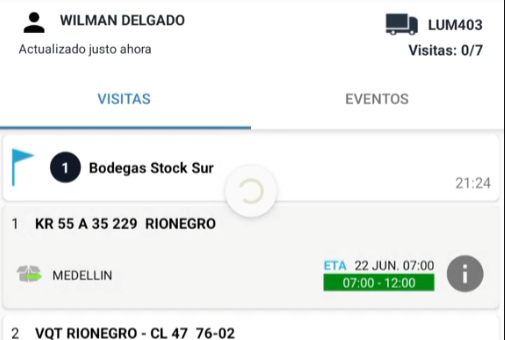 WILMAN DELGADO
LUM403
Actualizado justo ahora
Visitas: 0/7
VISITAS
EVENTOS
1 Bodegas Stock Sur
21:24
1 KR 55 A 35 229 RIONEGRO
MEDELLIN
ETA 22 JUN. 07:00
07:00 - 12:00
i
2 VQT RIONEGRO - CL 47 76-02